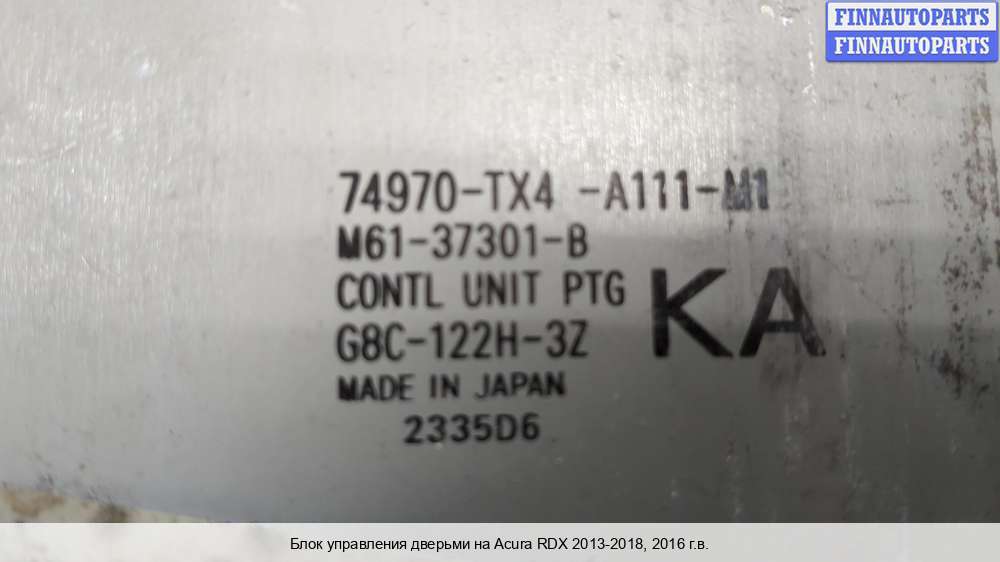 FINNAUTOPARTS
FINNAUTOPARTS
74970-TX4 -A111-M1
M61-37301-B
CONTL UNIT PTG
KA
G8C-122H-3Z
MADE IN JAPAN
2335D6
Блок управления дверьми на Acura RDX 2013-2018, 2016 г.в.